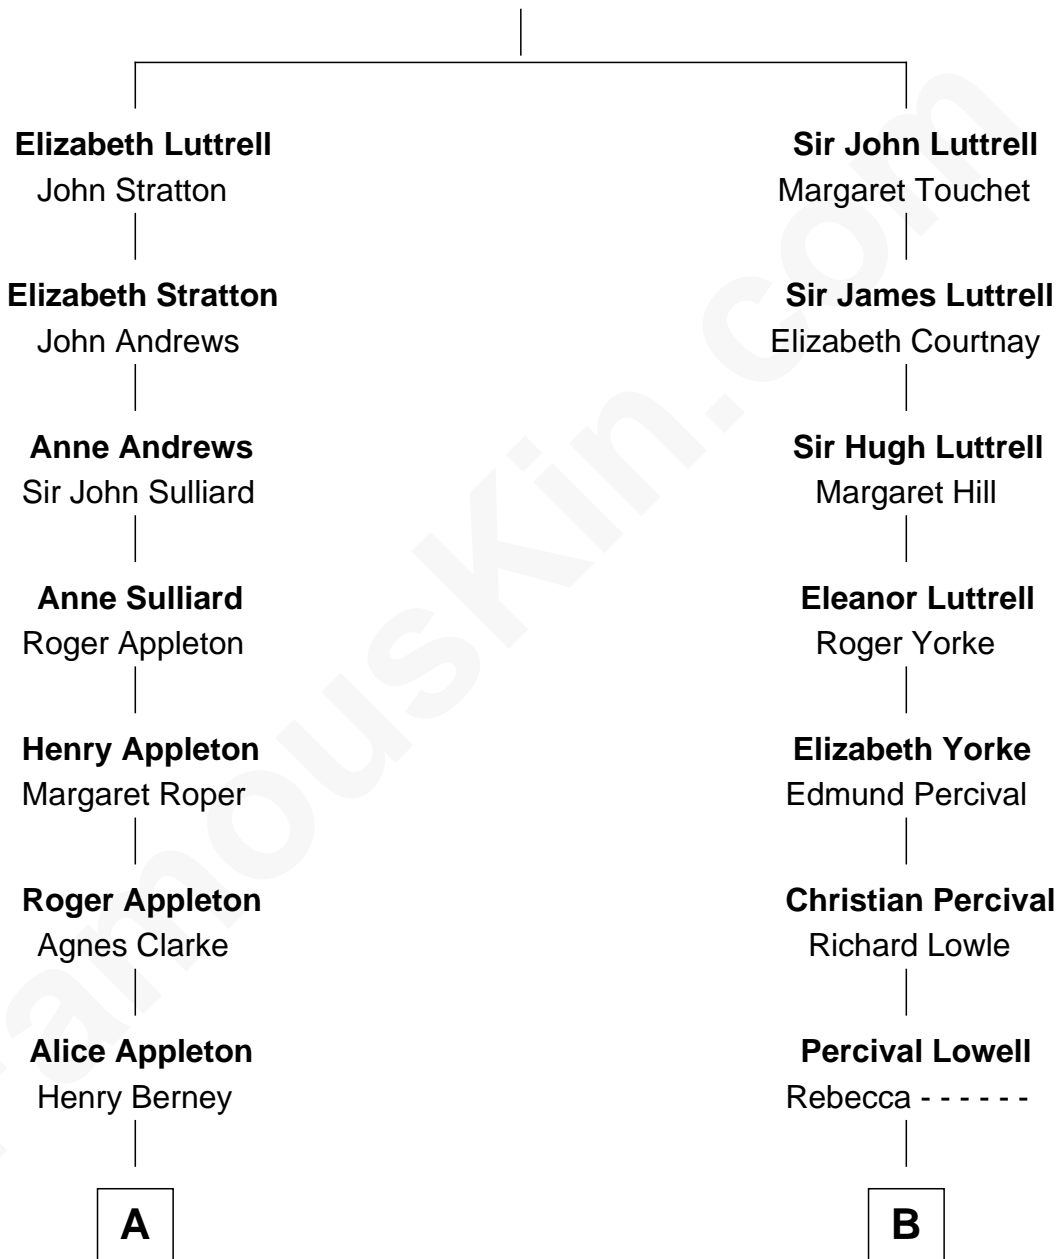 Elizabeth Luttrell
John Stratton
Elizabeth Stratton
John Andrews
Anne Andrews
Sir John Sulliard
Anne Sulliard
Roger Appleton
Henry Appleton
Margaret Roper
Roger Appleton
Agnes Clarke
Alice Appleton
Henry Berney
A
Sir John Luttrell
Margaret Touchet
Sir James Luttrell
Elizabeth Courtnay
Sir Hugh Luttrell
Margaret Hill
Eleanor Luttrell
Roger Yorke
Elizabeth Yorke
Edmund Percival
Christian Percival
Richard Lowle
Percival Lowell
Rebecca - - - - - -
B
FamousKin.com